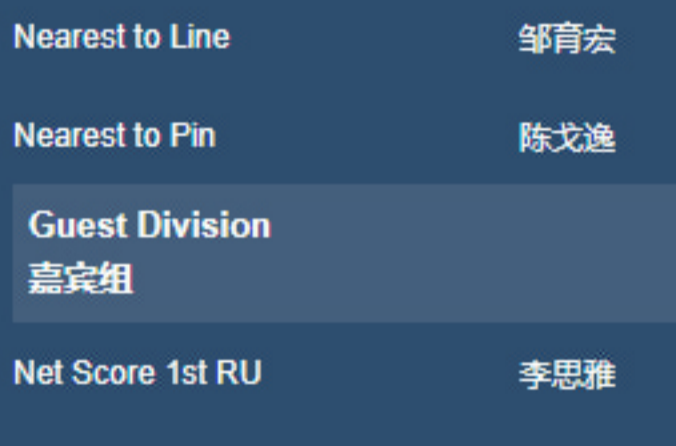 Nearest to Line 邹育宏
Nearest to Pin 陈戈逸
Guest Division
嘉宾组
Net Score 1st RU 李思雅